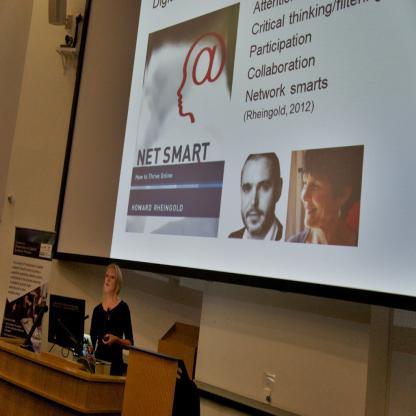 Attention
Critical thinking/filtering
Participation
Collaboration
Network smarts
(Rheingold, 2012)
@
NET SMART
How to Thrive Online
HOWARD RHEINGOLD